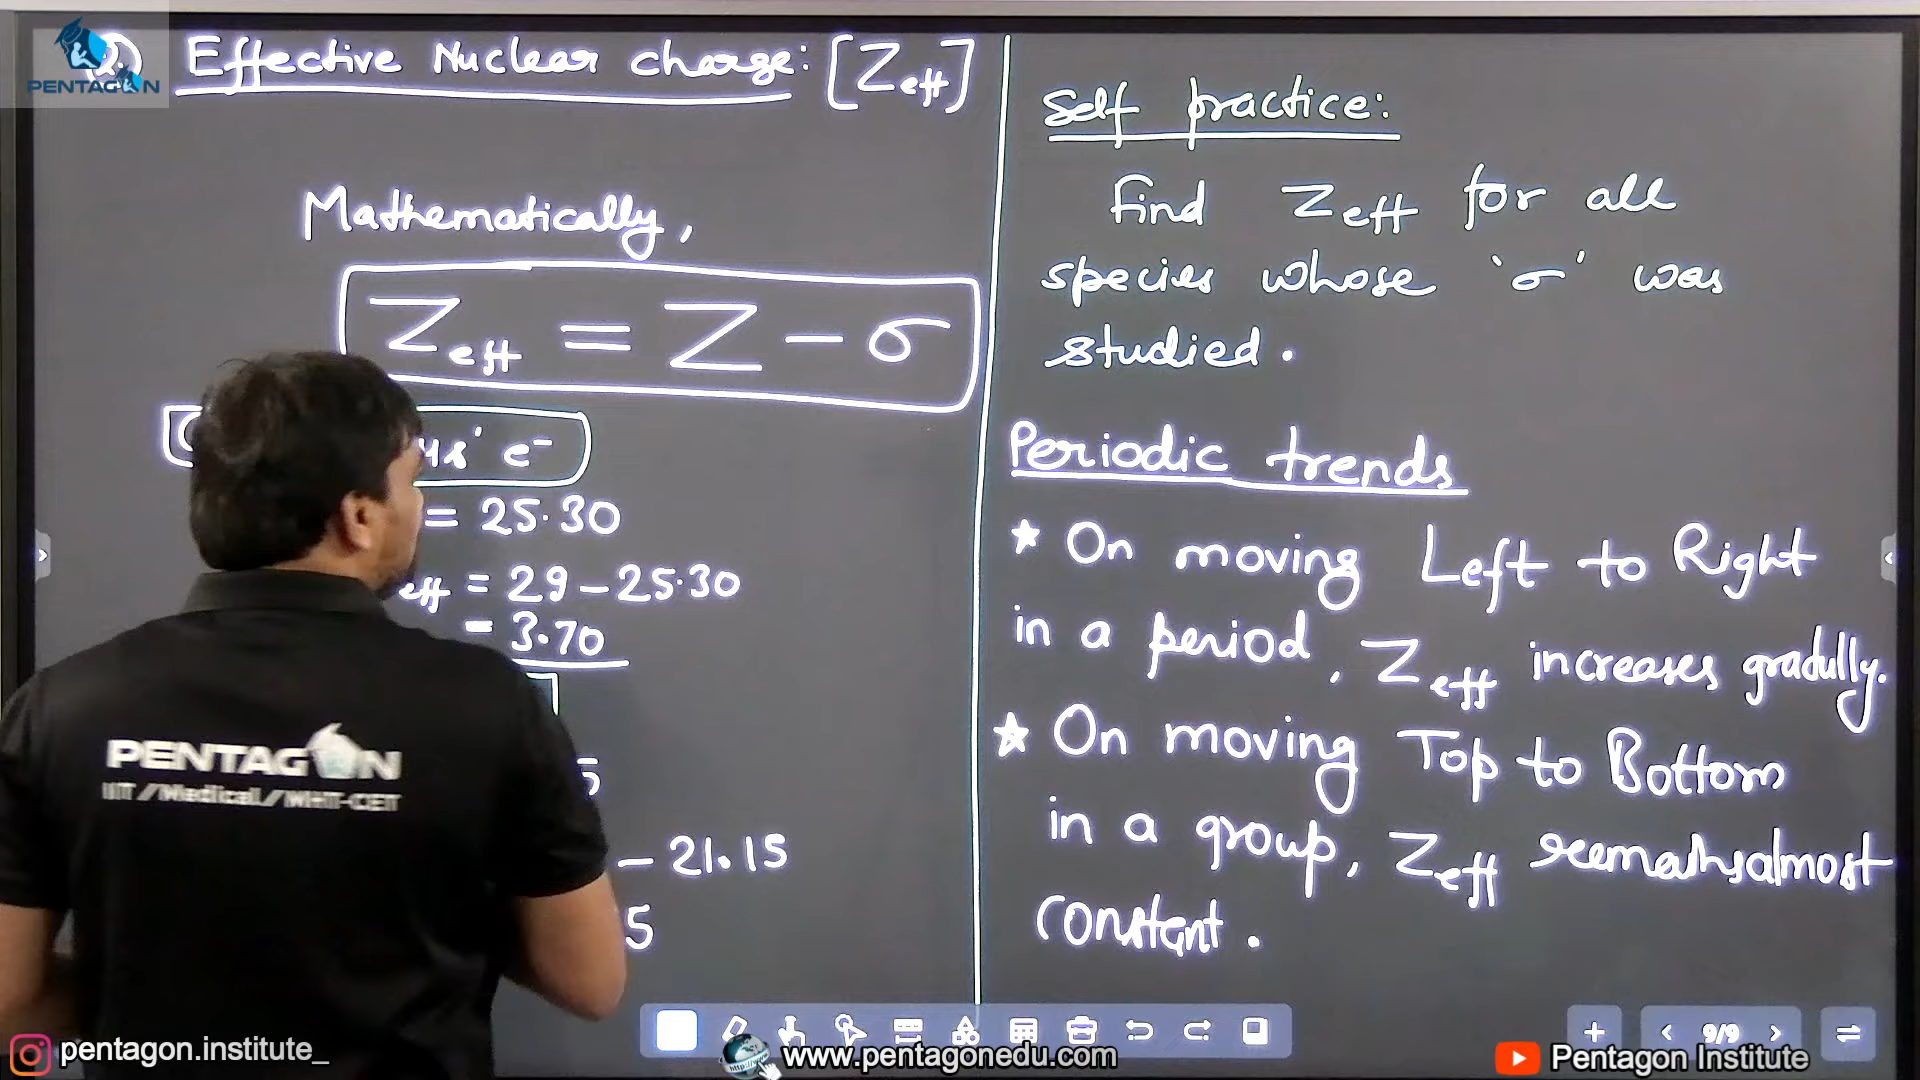 PENTAGON
Effective Nuclear charge: [Zeff]
Mathematically,
Zeff = Z - σ
4s' e⁻
= 25.30
eff = 29 - 25.30
= 3.70
5
- 21.15
5
Self practice:
Find Zeff for all
species whose 'σ' was
studied.
Periodic trends
★ On moving Left to Right
in a period, Zeff increases gradully.
★ On moving Top to Bottom
in a group, Zeff remains almost
constant.
PENTAGON
IIT/Medical/MHT-CET
9/9
pentagon.institute_
http://
www.pentagonedu.com
Pentagon Institute